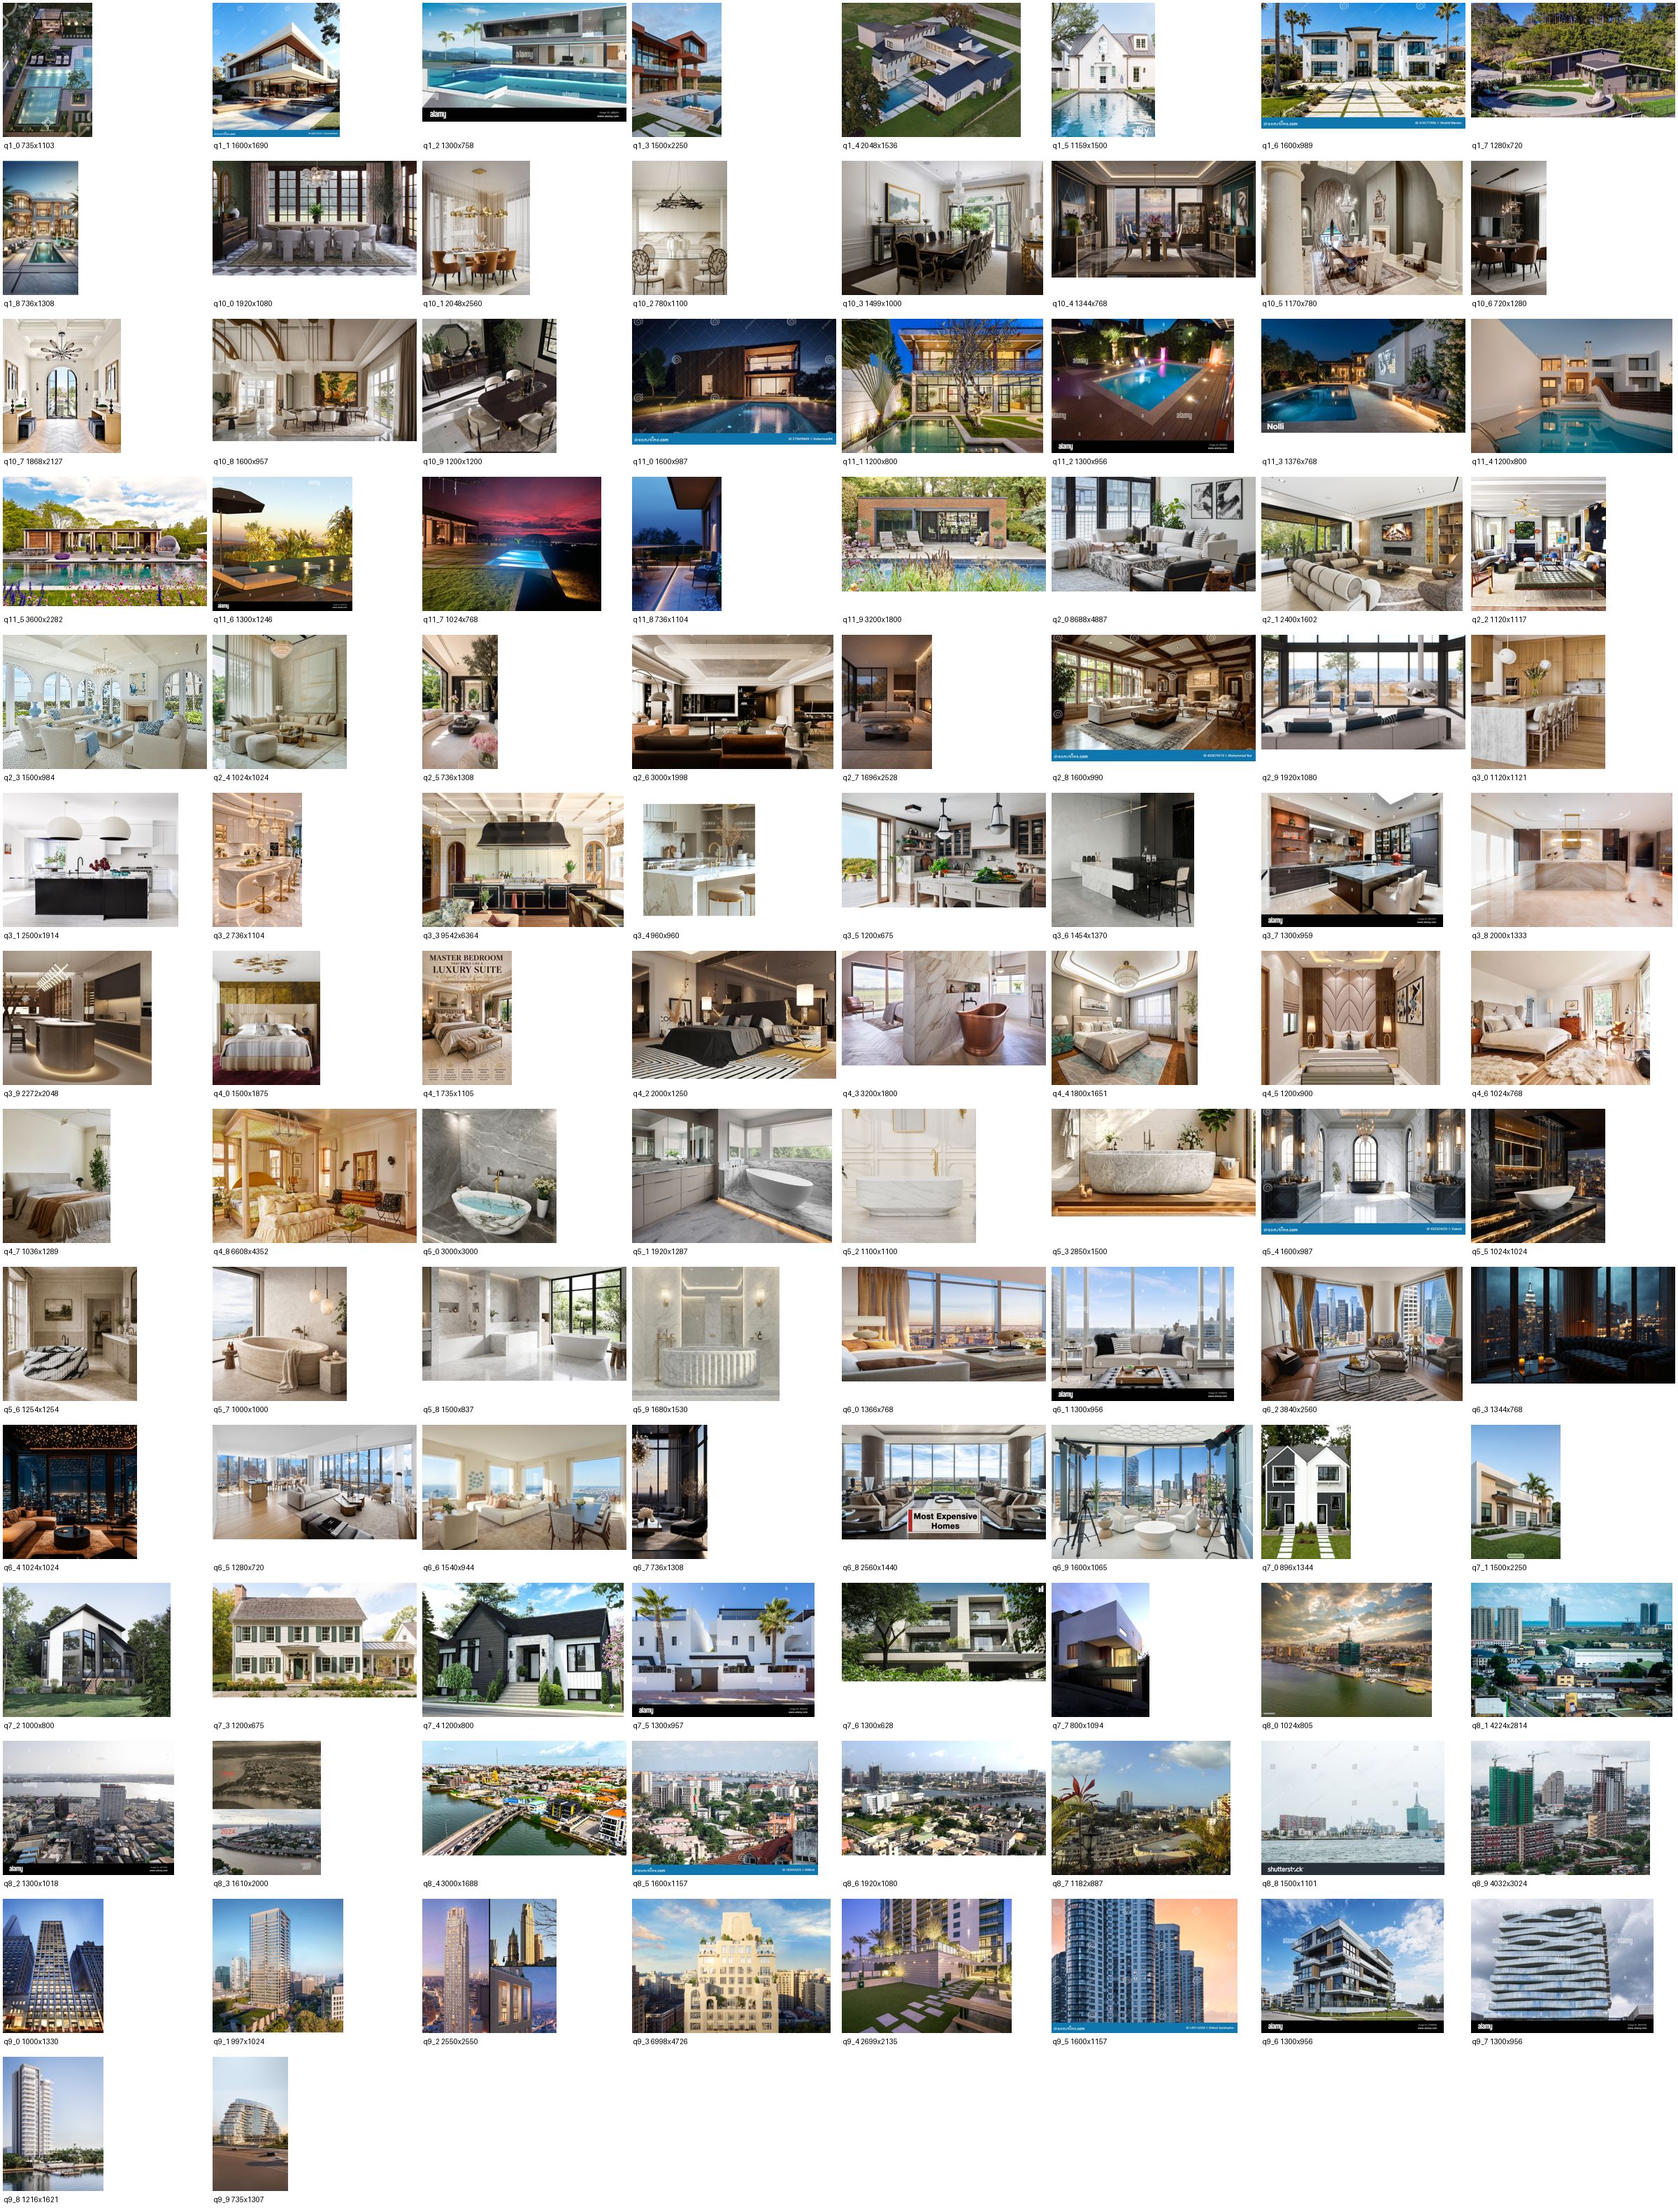 q1_0 735x1103
q1_1 1600x1690
q1_2 1300x758
q1_3 1500x2250
q1_4 2048x1536
q1_5 1159x1500
q1_6 1600x989
q1_7 1280x720
q1_8 736x1308
q10_0 1920x1080
q10_1 2048x2560
q10_2 780x1100
q10_3 1499x1000
q10_4 1344x768
q10_5 1170x780
q10_6 720x1280
q10_7 1868x2127
q10_8 1600x957
q10_9 1200x1200
q11_0 1600x987
q11_1 1200x800
q11_2 1300x956
Nolli
q11_3 1376x768
q11_4 1200x800
q11_5 3600x2282
q11_6 1300x1246
q11_7 1024x768
q11_8 736x1104
q11_9 3200x1800
q2_0 8688x4887
q2_1 2400x1602
q2_2 1120x1117
q2_3 1500x984
q2_4 1024x1024
q2_5 736x1308
q2_6 3000x1998
q2_7 1696x2528
q2_8 1600x990
q2_9 1920x1080
q3_0 1120x1121
q3_1 2500x1914
q3_2 736x1104
q3_3 9542x6364
q3_4 960x960
q3_5 1200x675
q3_6 1454x1370
q3_7 1300x959
q3_8 2000x1333
q3_9 2272x2048
q4_0 1500x1875
MASTER BEDROOM
THAT FEELS LIKE A
LUXURY SUITE
q4_1 735x1105
q4_2 2000x1250
q4_3 3200x1800
q4_4 1800x1651
q4_5 1200x900
q4_6 1024x768
q4_7 1036x1289
q4_8 6608x4352
q5_0 3000x3000
q5_1 1920x1287
q5_2 1100x1100
q5_3 2850x1500
q5_4 1600x987
q5_5 1024x1024
q5_6 1254x1254
q5_7 1000x1000
q5_8 1500x837
q5_9 1680x1530
q6_0 1366x768
q6_1 1300x956
q6_2 3840x2560
q6_3 1344x768
q6_4 1024x1024
q6_5 1280x720
q6_6 1540x944
q6_7 736x1308
Most Expensive
Homes
q6_8 2560x1440
q6_9 1600x1065
q7_0 896x1344
q7_1 1500x2250
q7_2 1000x800
q7_3 1200x675
q7_4 1200x800
q7_5 1300x957
q7_6 1300x628
q7_7 800x1094
iStock
q8_0 1024x805
q8_1 4224x2814
q8_2 1300x1018
2024
q8_3 1610x2000
q8_4 3000x1688
q8_5 1600x1157
q8_6 1920x1080
q8_7 1182x887
shutterstock
q8_8 1500x1101
q8_9 4032x3024
q9_0 1000x1330
q9_1 997x1024
q9_2 2550x2550
q9_3 6998x4726
q9_4 2699x2135
q9_5 1600x1157
q9_6 1300x956
q9_7 1300x956
q9_8 1216x1621
q9_9 735x1307